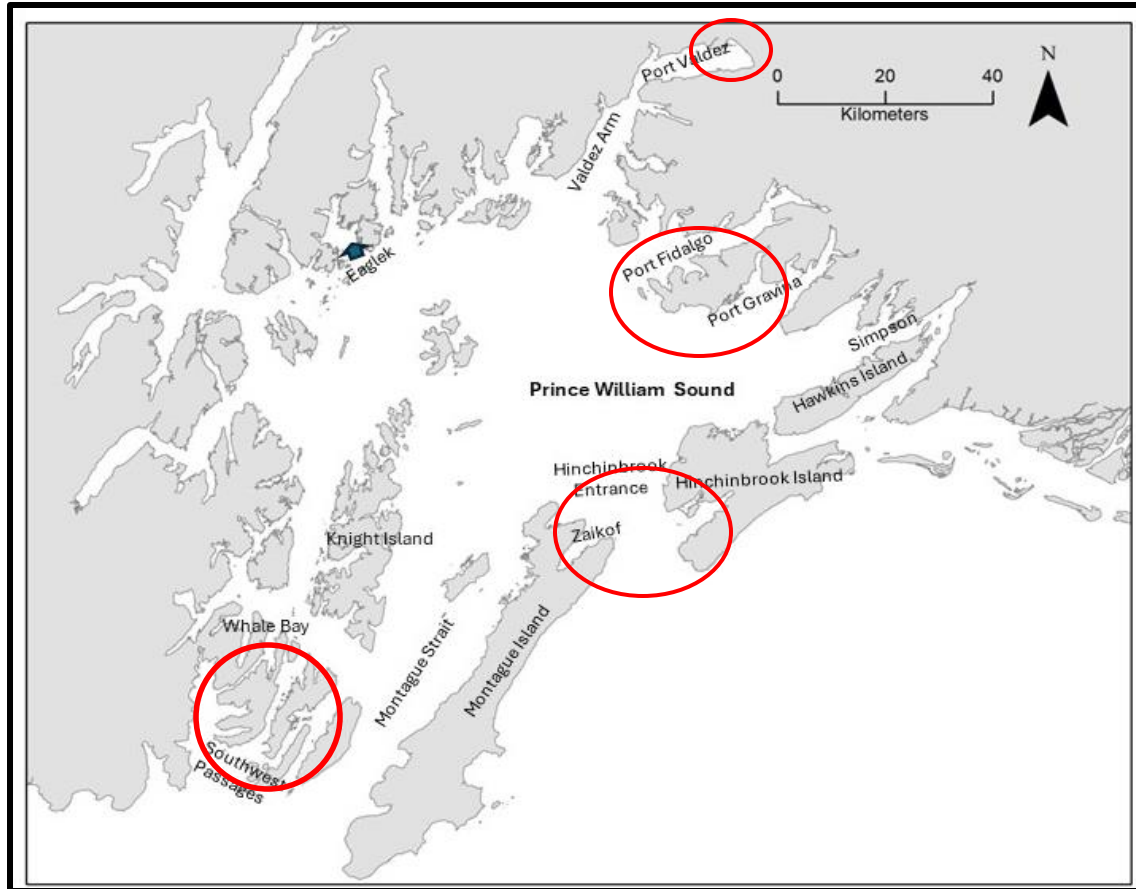 Port Valdez
N
0 20 40
Kilometers
Valdez Arm
Port Fidalgo
Eaglek
Port Gravina
Simpson
Prince William Sound
Hawkins Island
Hinchinbrook
Entrance
Hinchinbrook Island
Zaikof
Knight Island
Whale Bay
Montague Strait
Montague Island
Southwest
Passages